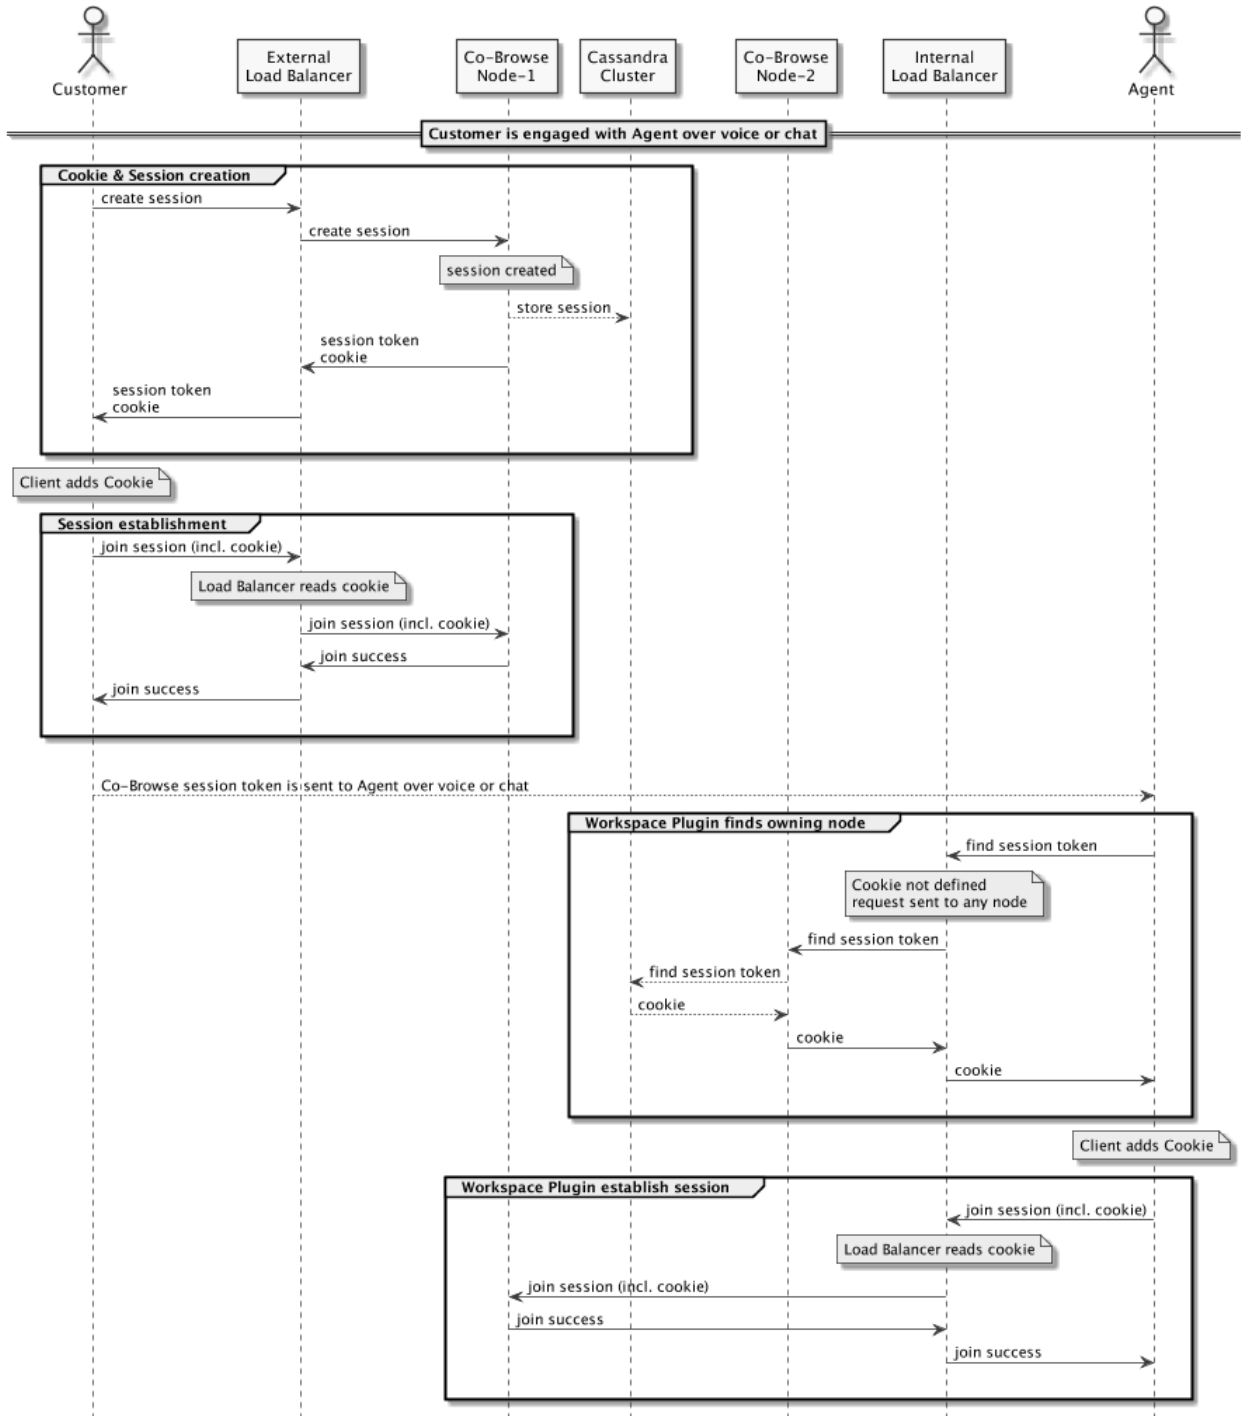 Customer
External
Load Balancer
Co-Browse
Node-1
Cassandra
Cluster
Co-Browse
Node-2
Internal
Load Balancer
Agent
Customer is engaged with Agent over voice or chat
Cookie & Session creation
create session
create session
session created
store session
session token
cookie
session token
cookie
Client adds Cookie
Session establishment
join session (incl. cookie)
Load Balancer reads cookie
join session (incl. cookie)
join success
join success
Co-Browse session token is sent to Agent over voice or chat
Workspace Plugin finds owning node
find session token
Cookie not defined
request sent to any node
find session token
find session token
cookie
cookie
cookie
Client adds Cookie
Workspace Plugin establish session
join session (incl. cookie)
Load Balancer reads cookie
join session (incl. cookie)
join success
join success